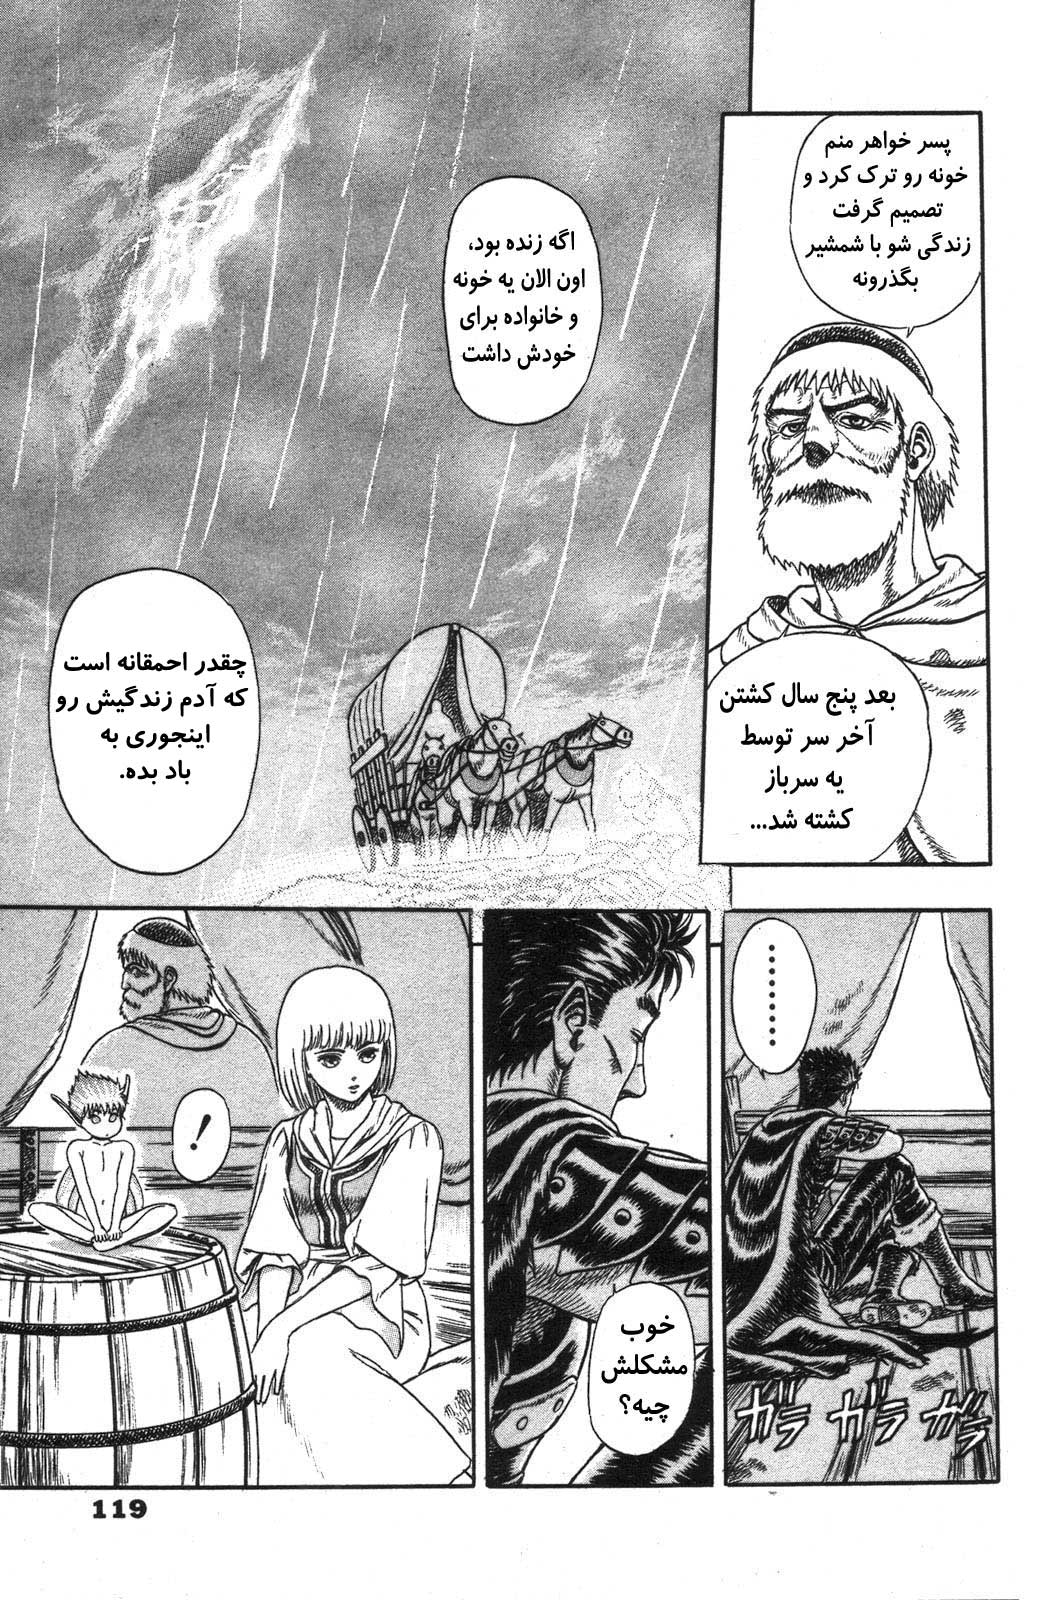 پسر خواهر منم
خونه رو ترک کرد و
تصمیم گرفت
زندگی شو با شمشیر
بگذرونه
بعد پنج سال کشتن
آخر سر توسط
یه سرباز
کشته شد...
اگه زنده بود،
اون الان یه خونه
و خانواده برای
خودش داشت
چقدر احمقانه است
که آدم زندگیش رو
اینجوری به
باد بده.
........
ガラ ガラ ガラ
خوب
مشکلش
چیه؟
!
119